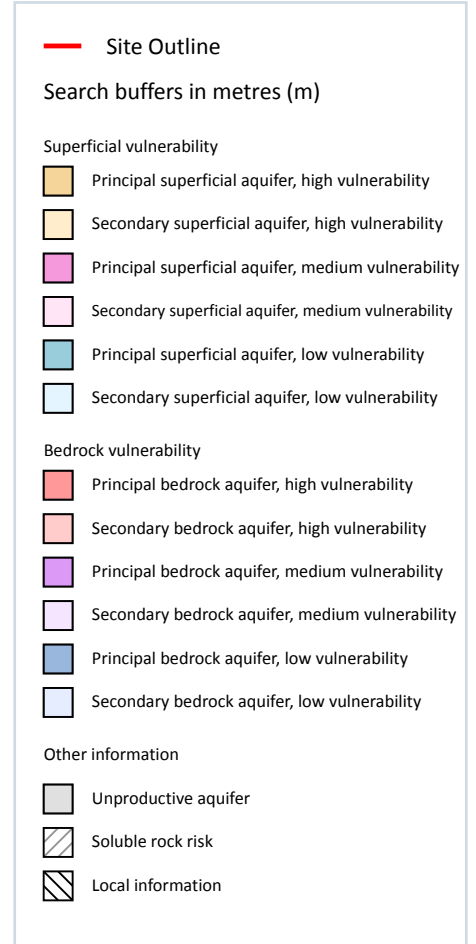 Site Outline
Search buffers in metres (m)
Superficial vulnerability
Principal superficial aquifer, high vulnerability
Secondary superficial aquifer, high vulnerability
Principal superficial aquifer, medium vulnerability
Secondary superficial aquifer, medium vulnerability
Principal superficial aquifer, low vulnerability
Secondary superficial aquifer, low vulnerability
Bedrock vulnerability
Principal bedrock aquifer, high vulnerability
Secondary bedrock aquifer, high vulnerability
Principal bedrock aquifer, medium vulnerability
Secondary bedrock aquifer, medium vulnerability
Principal bedrock aquifer, low vulnerability
Secondary bedrock aquifer, low vulnerability
Other information
Unproductive aquifer
Soluble rock risk
Local information